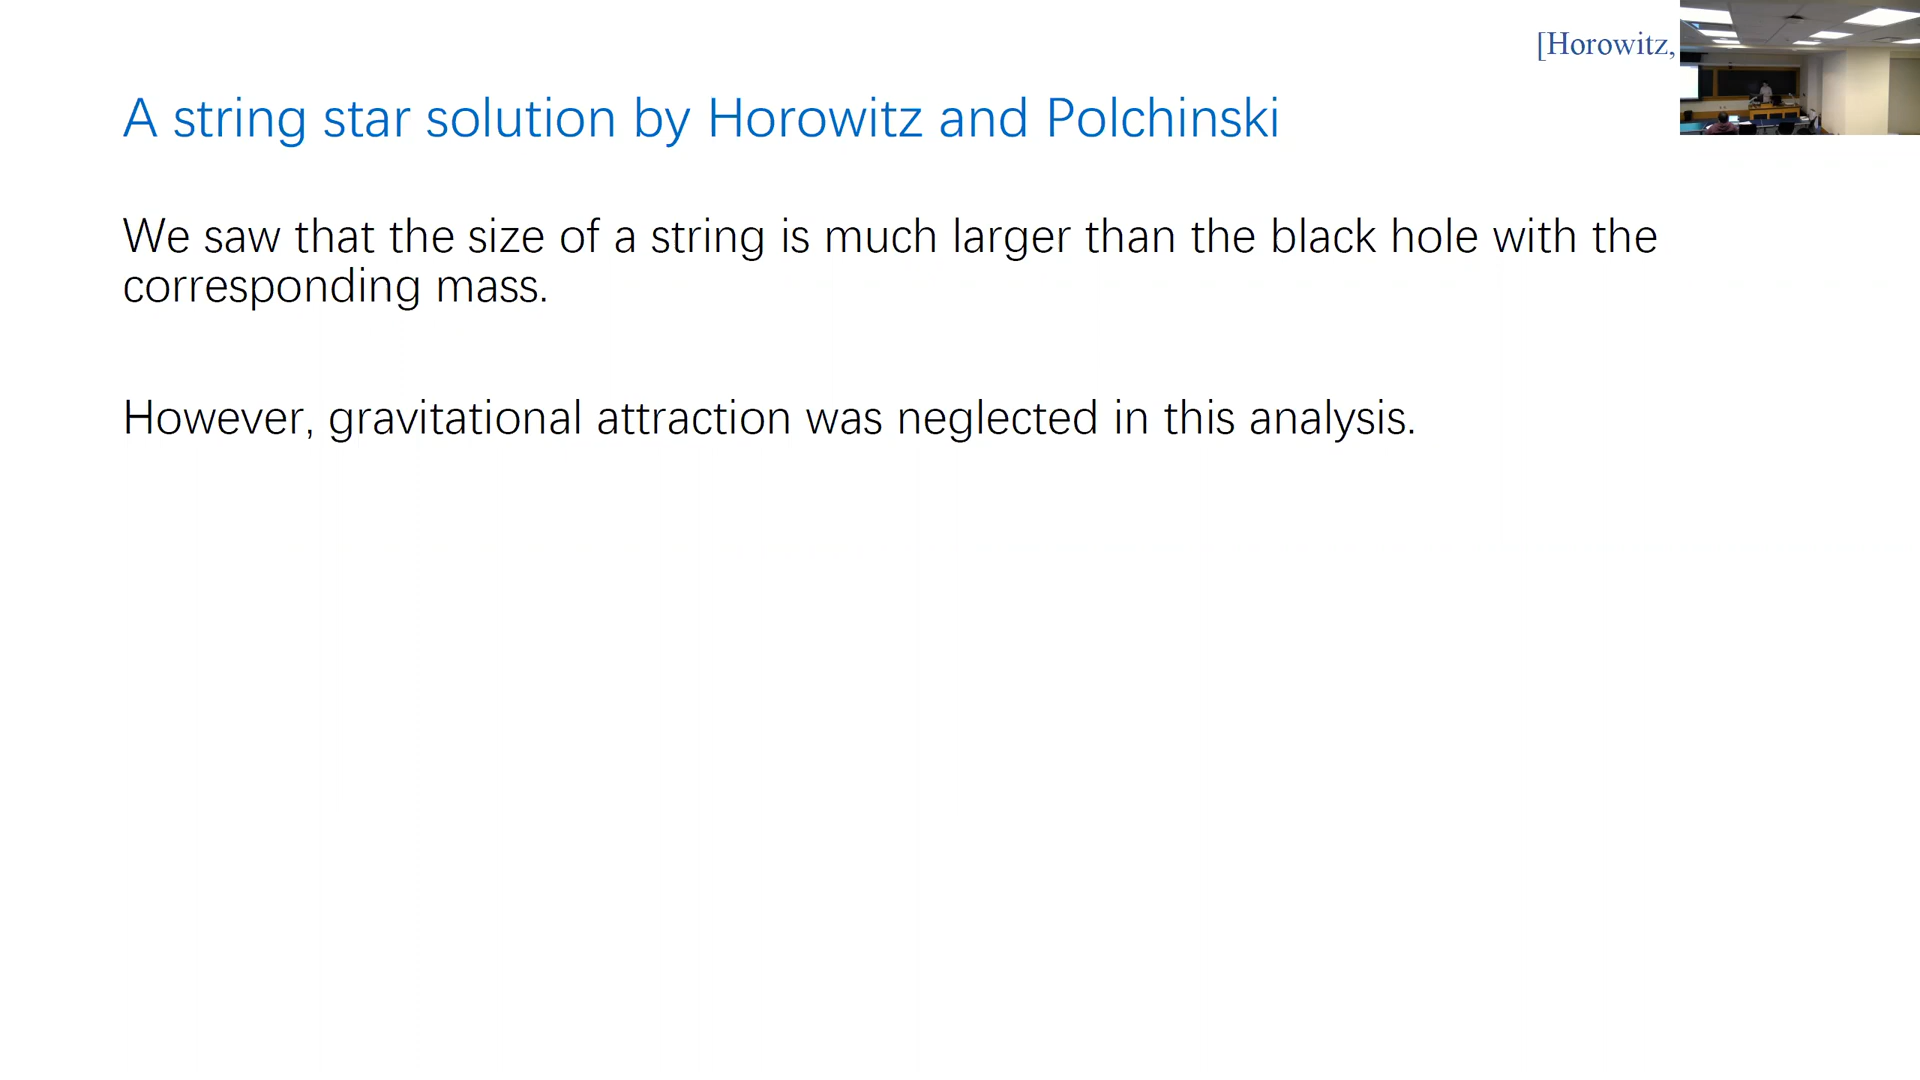 [Horowitz,
A string star solution by Horowitz and Polchinski
We saw that the size of a string is much larger than the black hole with the
corresponding mass.
However, gravitational attraction was neglected in this analysis.